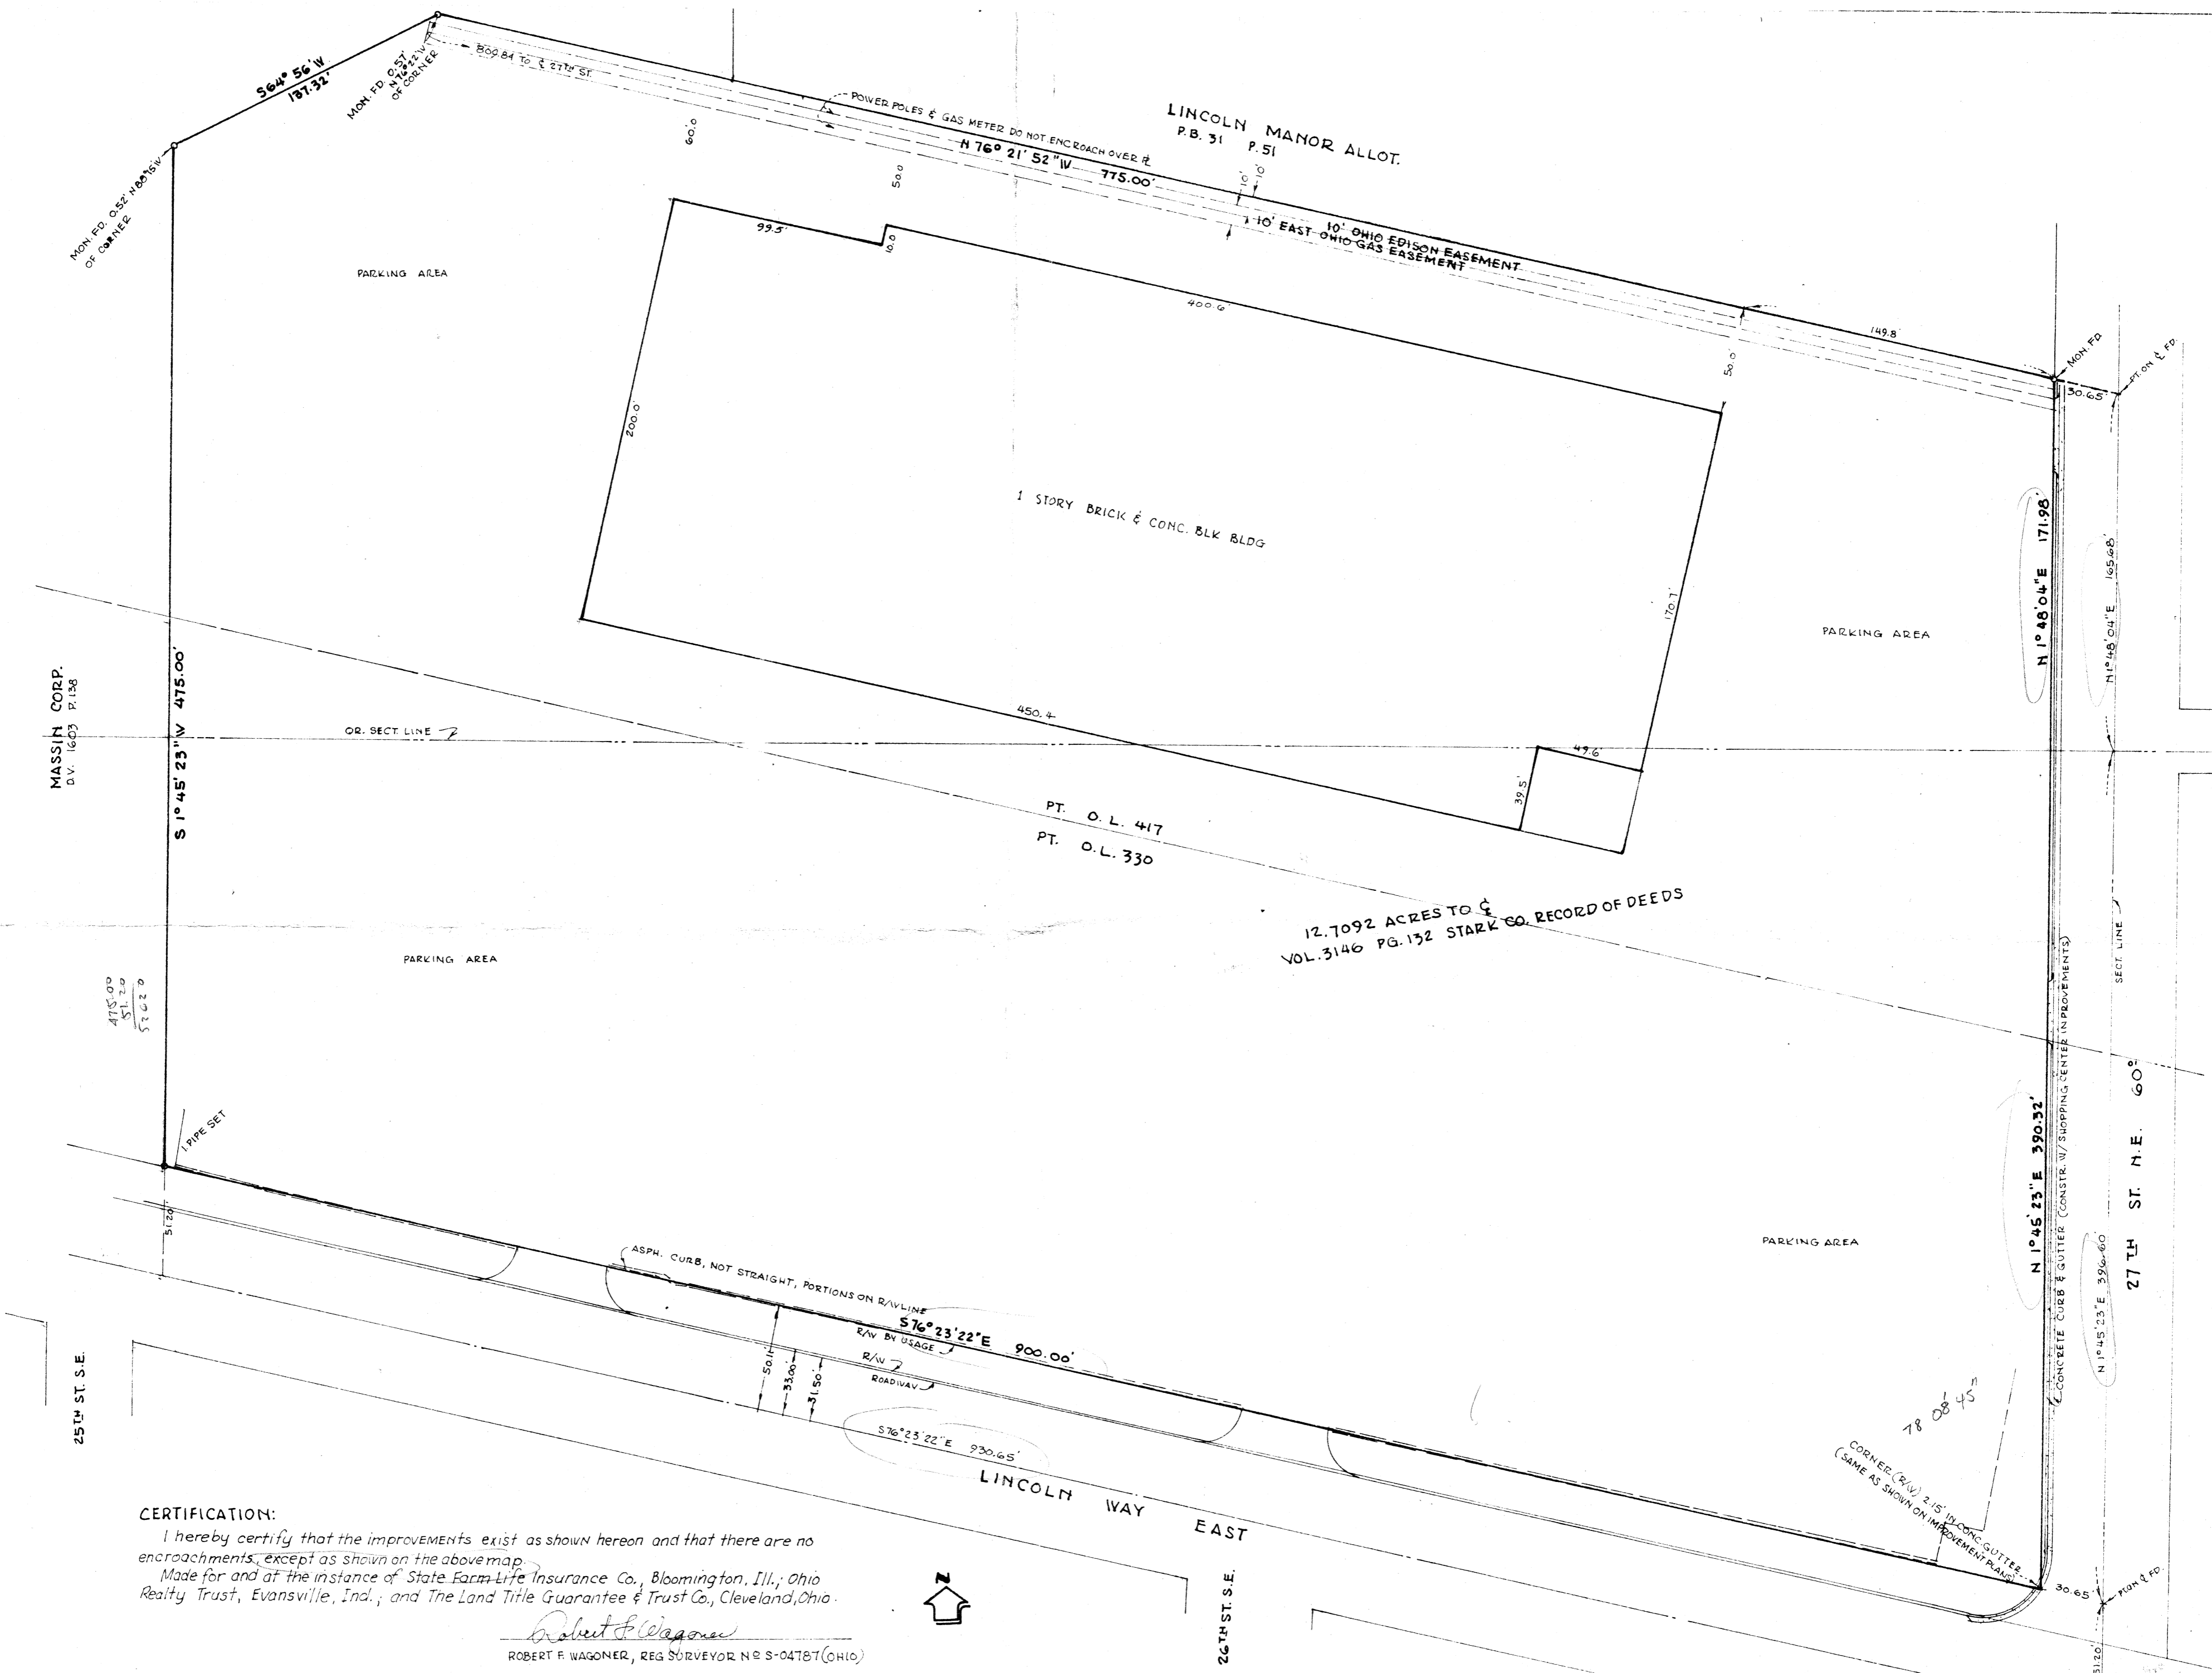 S64° 56' W
137.32'
MON. FD. 0.57'
N76°22'W
OF CORNER
809.84 TO ℄ 27TH ST.
MON. FD. 0.52' N80°15'W
OF CORNER
60.0
50.0
POWER POLES & GAS METER DO NOT ENCROACH OVER ℄
N 76° 21' 52" W 775.00'
LINCOLN MANOR ALLOT.
P.B. 31 P. 51
10'
10'
10' OHIO EDISON EASEMENT
10' EAST OHIO GAS EASEMENT
149.8'
MON. FD
PT. ON ℄ FD.
30.65'
99.5'
10.0
400.6'
50.0'
200.0'
PARKING AREA
1 STORY BRICK & CONC. BLK BLDG
170.7'
PARKING AREA
N 1° 48' 04" E 171.98'
N 1° 48' 04" E 165.68'
MASSIN CORP.
D.V. 1603 P. 138
S 1° 45' 23" W 475.00'
QR. SECT. LINE
450.4
49.6'
39.5'
PT. O.L. 417
PT. O.L. 330
12.7092 ACRES TO ℄
VOL. 3146 PG. 132 STARK CO. RECORD OF DEEDS
SECT. LINE
PARKING AREA
475.00
51.20
52620
N 1° 45' 23" E 390.32'
CONCRETE CURB & GUTTER (CONSTR. W/ SHOPPING CENTER IMPROVEMENTS)
N 1° 45' 23" E 396.60'
27TH ST. N.E. 60'
1. PIPE SET
51.20'
PARKING AREA
ASPH. CURB, NOT STRAIGHT, PORTIONS ON R/W LINE
S 76° 23' 22" E 900.00'
R/W BY USAGE
R/W
ROADWAY
50.11'
33.00'
31.50'
S76° 23' 22" E 930.65'
LINCOLN WAY EAST
25TH ST. S.E.
26TH ST. S.E.
78 08' 45"
CORNER (R/W) 2.15' IN CONC. GUTTER
(SAME AS SHOWN ON IMPROVEMENT PLANS)
30.65'
PT. ON ℄ FD.
51.20'
CERTIFICATION:
I hereby certify that the improvements exist as shown hereon and that there are no
encroachments, except as shown on the above map.
Made for and at the instance of State Farm Life Insurance Co., Bloomington, Ill.; Ohio
Realty Trust, Evansville, Ind.; and The Land Title Guarantee & Trust Co., Cleveland, Ohio.
Robert F Wagoner
ROBERT F. WAGONER, REG SURVEYOR Nº S-04787 (OHIO)
N